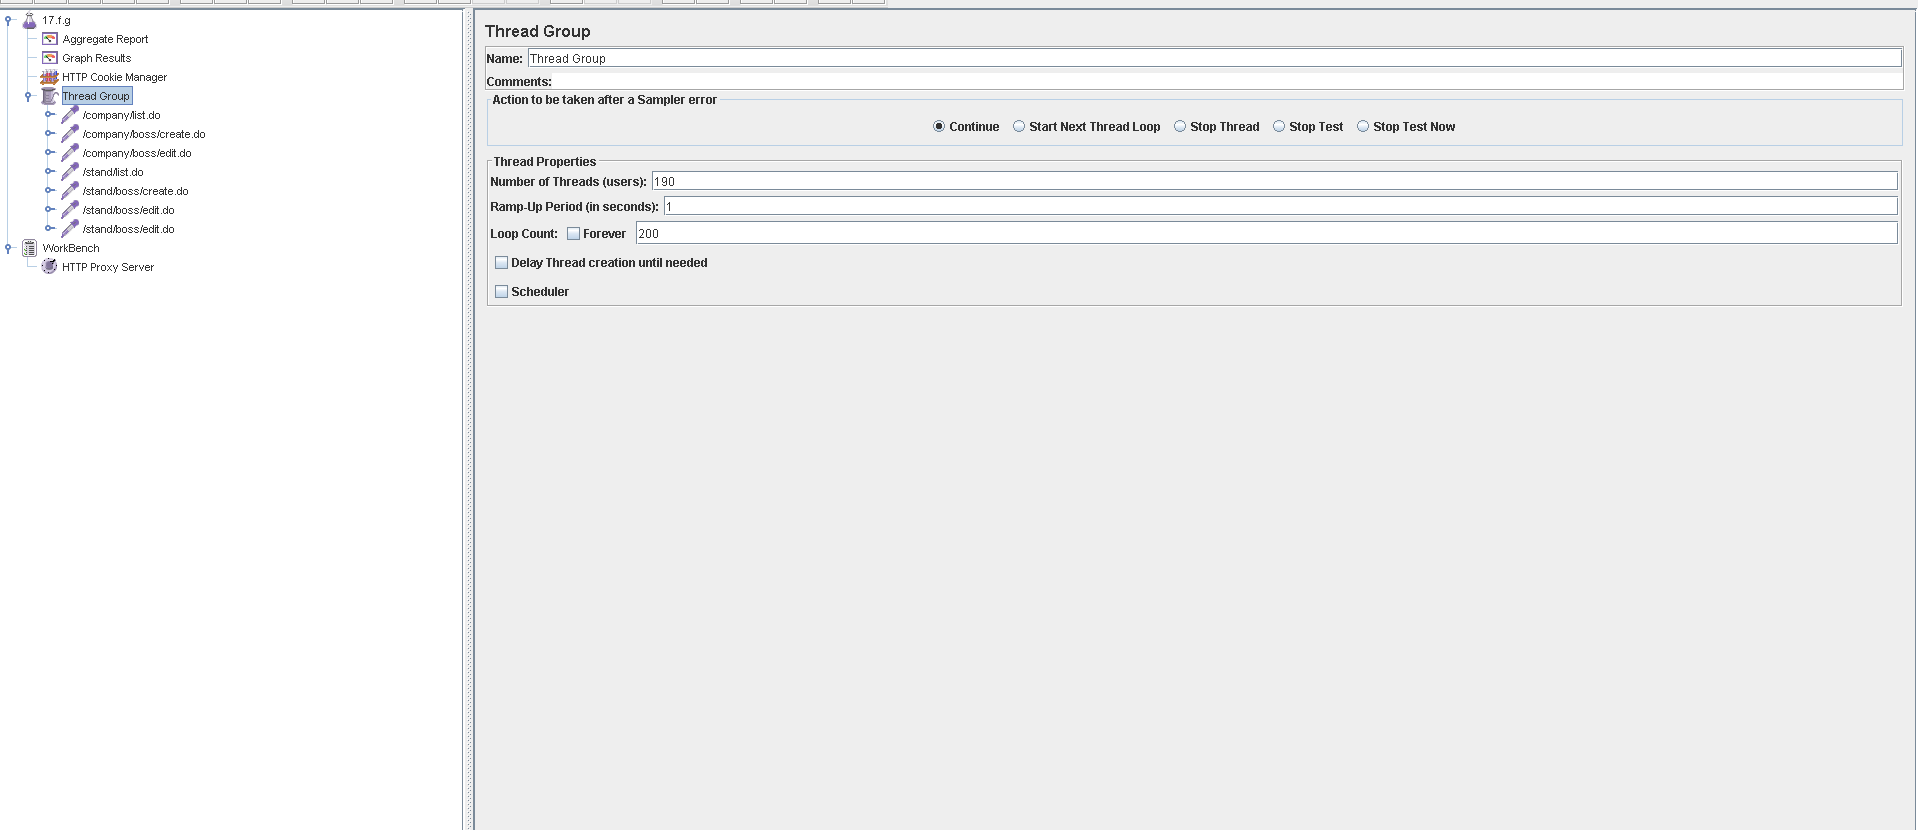 17.f.g
Aggregate Report
Graph Results
HTTP Cookie Manager
Thread Group
/company/list.do
/company/boss/create.do
/company/boss/edit.do
/stand/list.do
/stand/boss/create.do
/stand/boss/edit.do
/stand/boss/edit.do
WorkBench
HTTP Proxy Server
Thread Group
Name: Thread Group
Comments:
Action to be taken after a Sampler error
Continue Start Next Thread Loop Stop Thread Stop Test Stop Test Now
Thread Properties
Number of Threads (users): 190
Ramp-Up Period (in seconds): 1
Loop Count: Forever 200
Delay Thread creation until needed
Scheduler